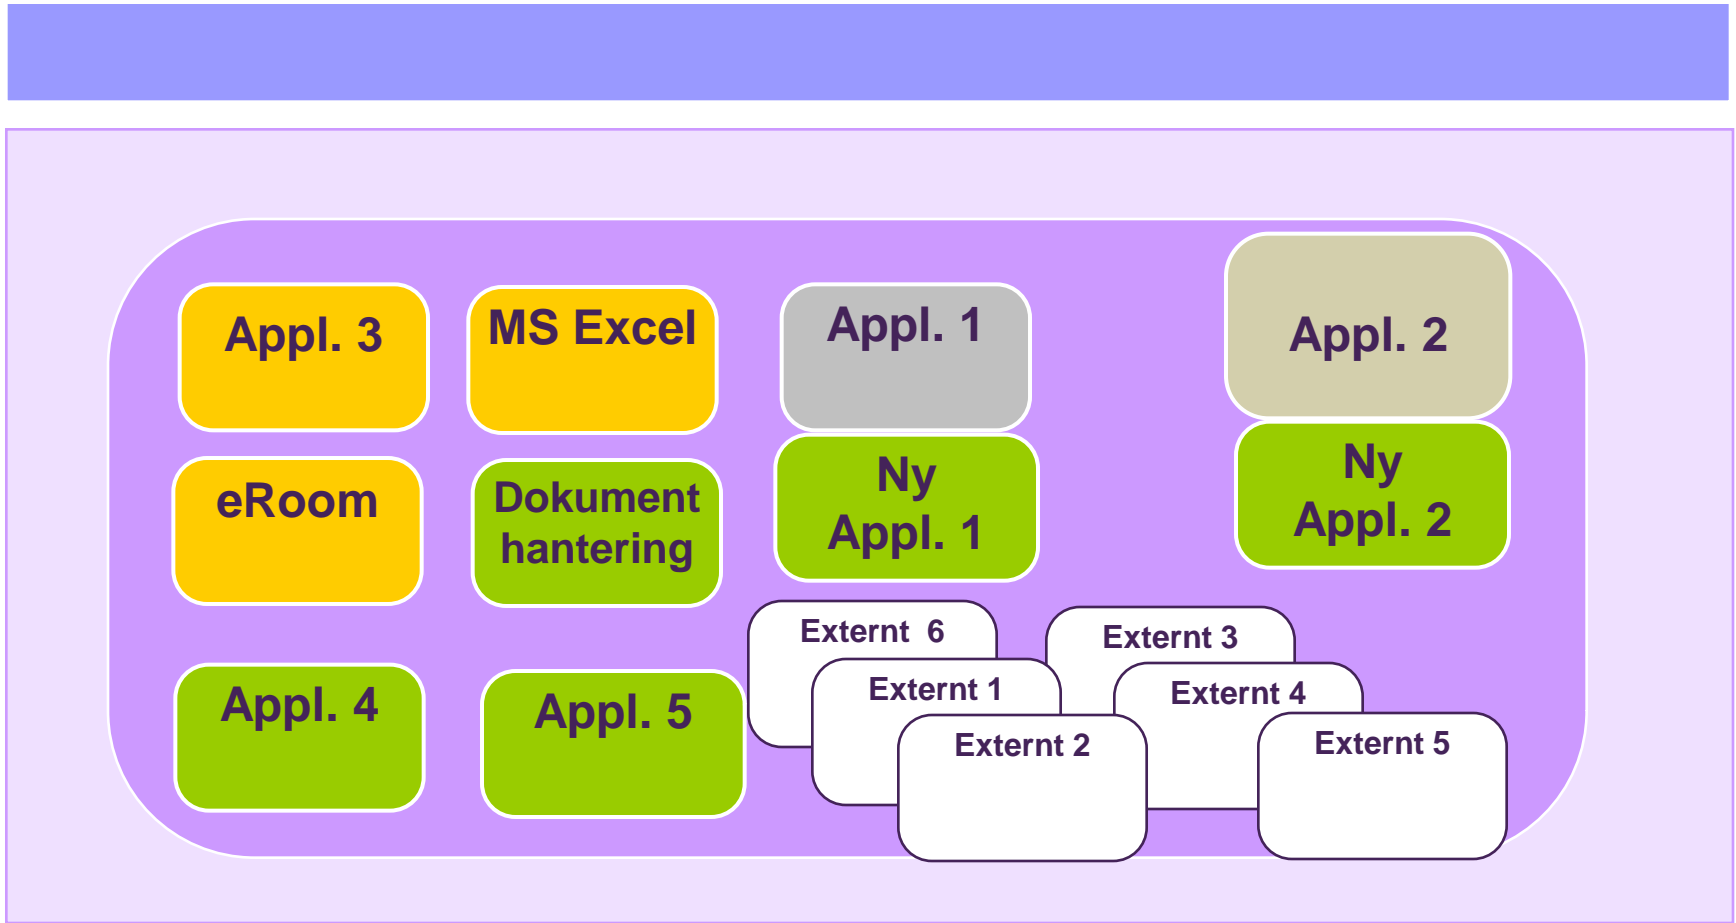 Appl. 3
MS Excel
Appl. 1
Appl. 2
eRoom
Dokument
hantering
Ny
Appl. 1
Ny
Appl. 2
Appl. 4
Appl. 5
Externt  6
Externt 1
Externt 2
Externt 3
Externt 4
Externt 5